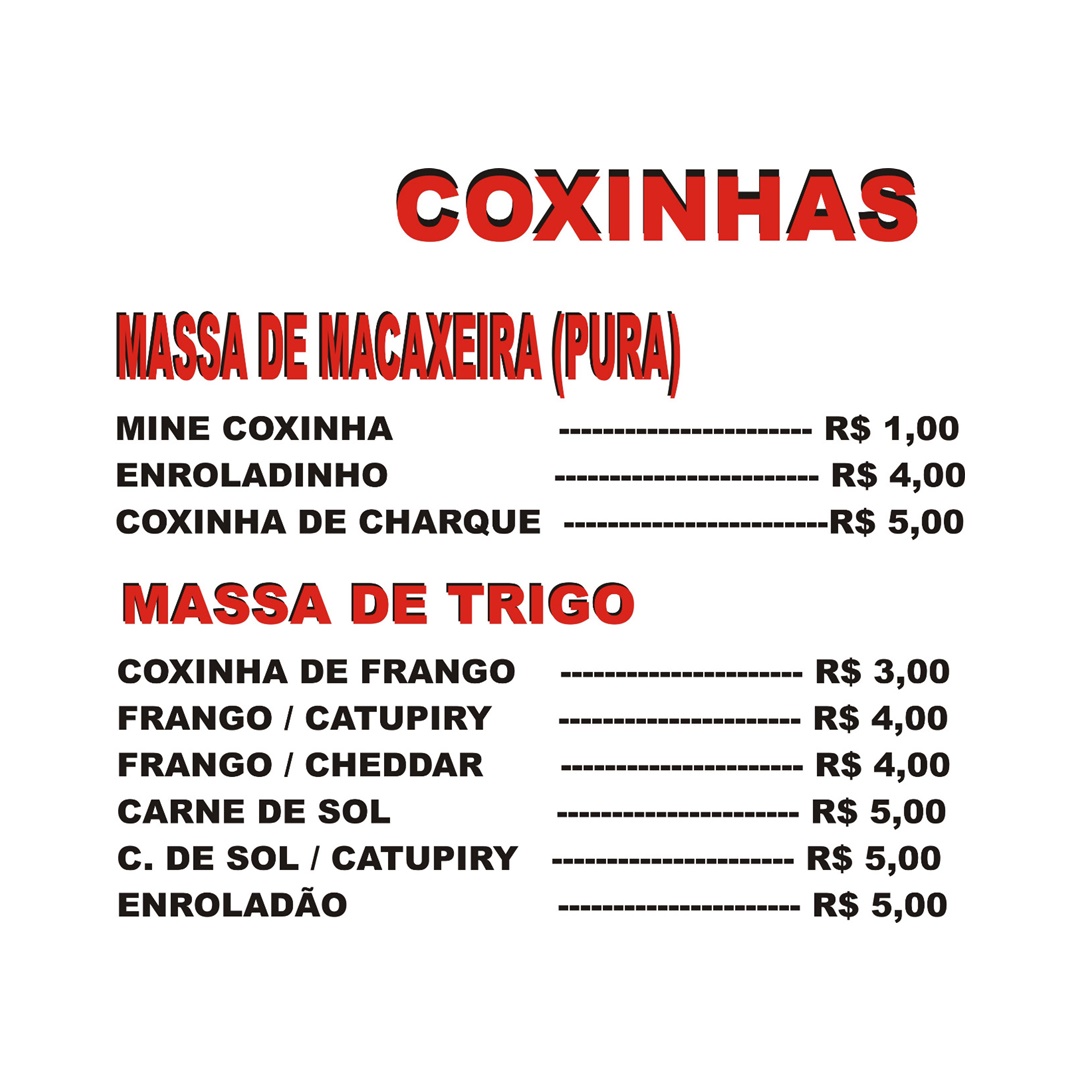 COXINHAS
MASSA DE MACAXEIRA (PURA)
MINE COXINHA ----------------------- R$ 1,00
ENROLADINHO ------------------------ R$ 4,00
COXINHA DE CHARQUE ------------------------R$ 5,00
MASSA DE TRIGO
COXINHA DE FRANGO ---------------------- R$ 3,00
FRANGO / CATUPIRY ---------------------- R$ 4,00
FRANGO / CHEDDAR ---------------------- R$ 4,00
CARNE DE SOL ---------------------- R$ 5,00
C. DE SOL / CATUPIRY ---------------------- R$ 5,00
ENROLADÃO ---------------------- R$ 5,00